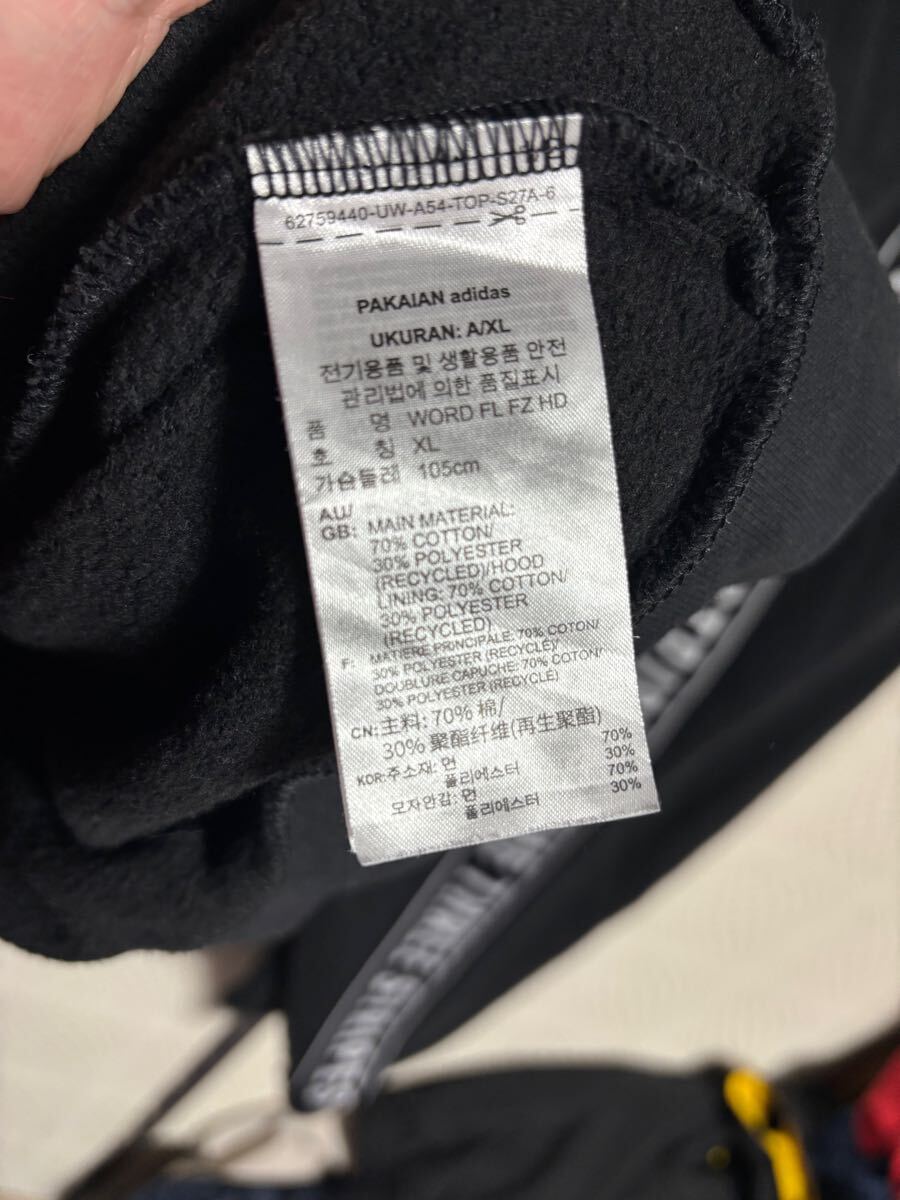 62759440-UW-A54-TOP-S27A-6
PAKAIAN adidas
UKURAN: A/XL
전기용품 및 생활용품 안전
관리법에 의한 품질표시
품 명 WORD FL FZ HD
호 칭 XL
가슴둘레 105cm
AU/
GB: MAIN MATERIAL:
70% COTTON/
30% POLYESTER
(RECYCLED)/HOOD
LINING: 70% COTTON/
30% POLYESTER
(RECYCLED)
F: MATIERE PRINCIPALE: 70% COTON/
30% POLYESTER (RECYCLÉ)/
DOUBLURE CAPUCHE: 70% COTON/
30% POLYESTER (RECYCLÉ)
CN: 主料: 70% 棉/
30% 聚酯纤维(再生聚酯)
KOR: 주소재: 면 70%
폴리에스터 30%
모자안감: 면 70%
폴리에스터 30%
THREE STRIPES